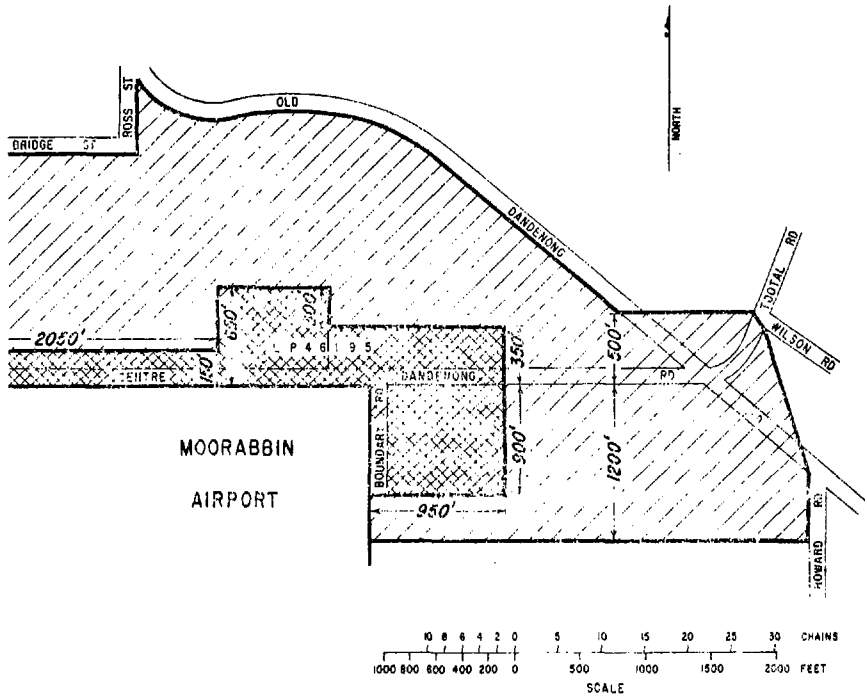 NORTH
ROSS ST
BRIDGE ST
OLD
DANDENONG
TOOTAL RD
WILSON RD
2050'
650'
300'
L P 4 6 1 9 5
150'
350'
500'
CENTRE
DANDENONG
RD
BOUNDARY RD
900'
1200'
MOORABBIN
AIRPORT
950'
HOWARD RD
10 8 6 4 2 0 5 10 15 20 25 30 CHAINS
1000 800 600 400 200 0 500 1000 1500 2000 FEET
SCALE